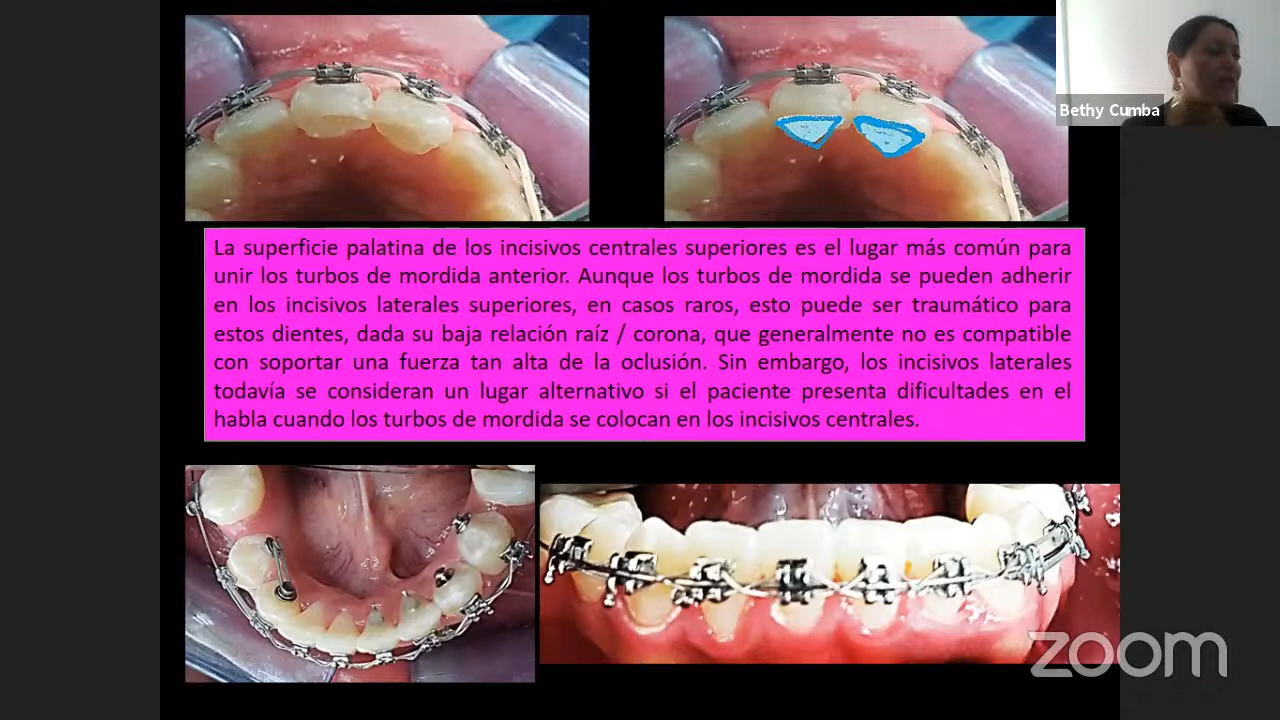 Bethy Cumba
La superficie palatina de los incisivos centrales superiores es el lugar más común para
unir los turbos de mordida anterior. Aunque los turbos de mordida se pueden adherir
en los incisivos laterales superiores, en casos raros, esto puede ser traumático para
estos dientes, dada su baja relación raíz / corona, que generalmente no es compatible
con soportar una fuerza tan alta de la oclusión. Sin embargo, los incisivos laterales
todavía se consideran un lugar alternativo si el paciente presenta dificultades en el
habla cuando los turbos de mordida se colocan en los incisivos centrales.
zoom